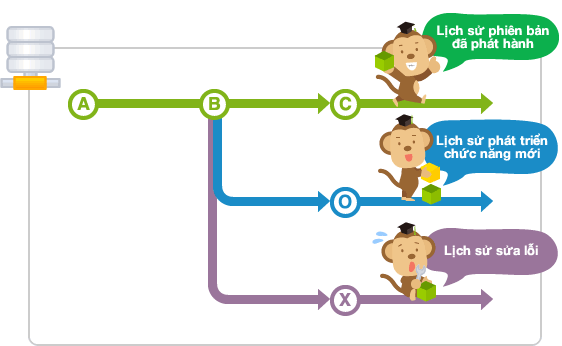 Lịch sử phiên bản
đã phát hành
A
B
C
Lịch sử phát triển
chức năng mới
O
Lịch sử sửa lỗi
X